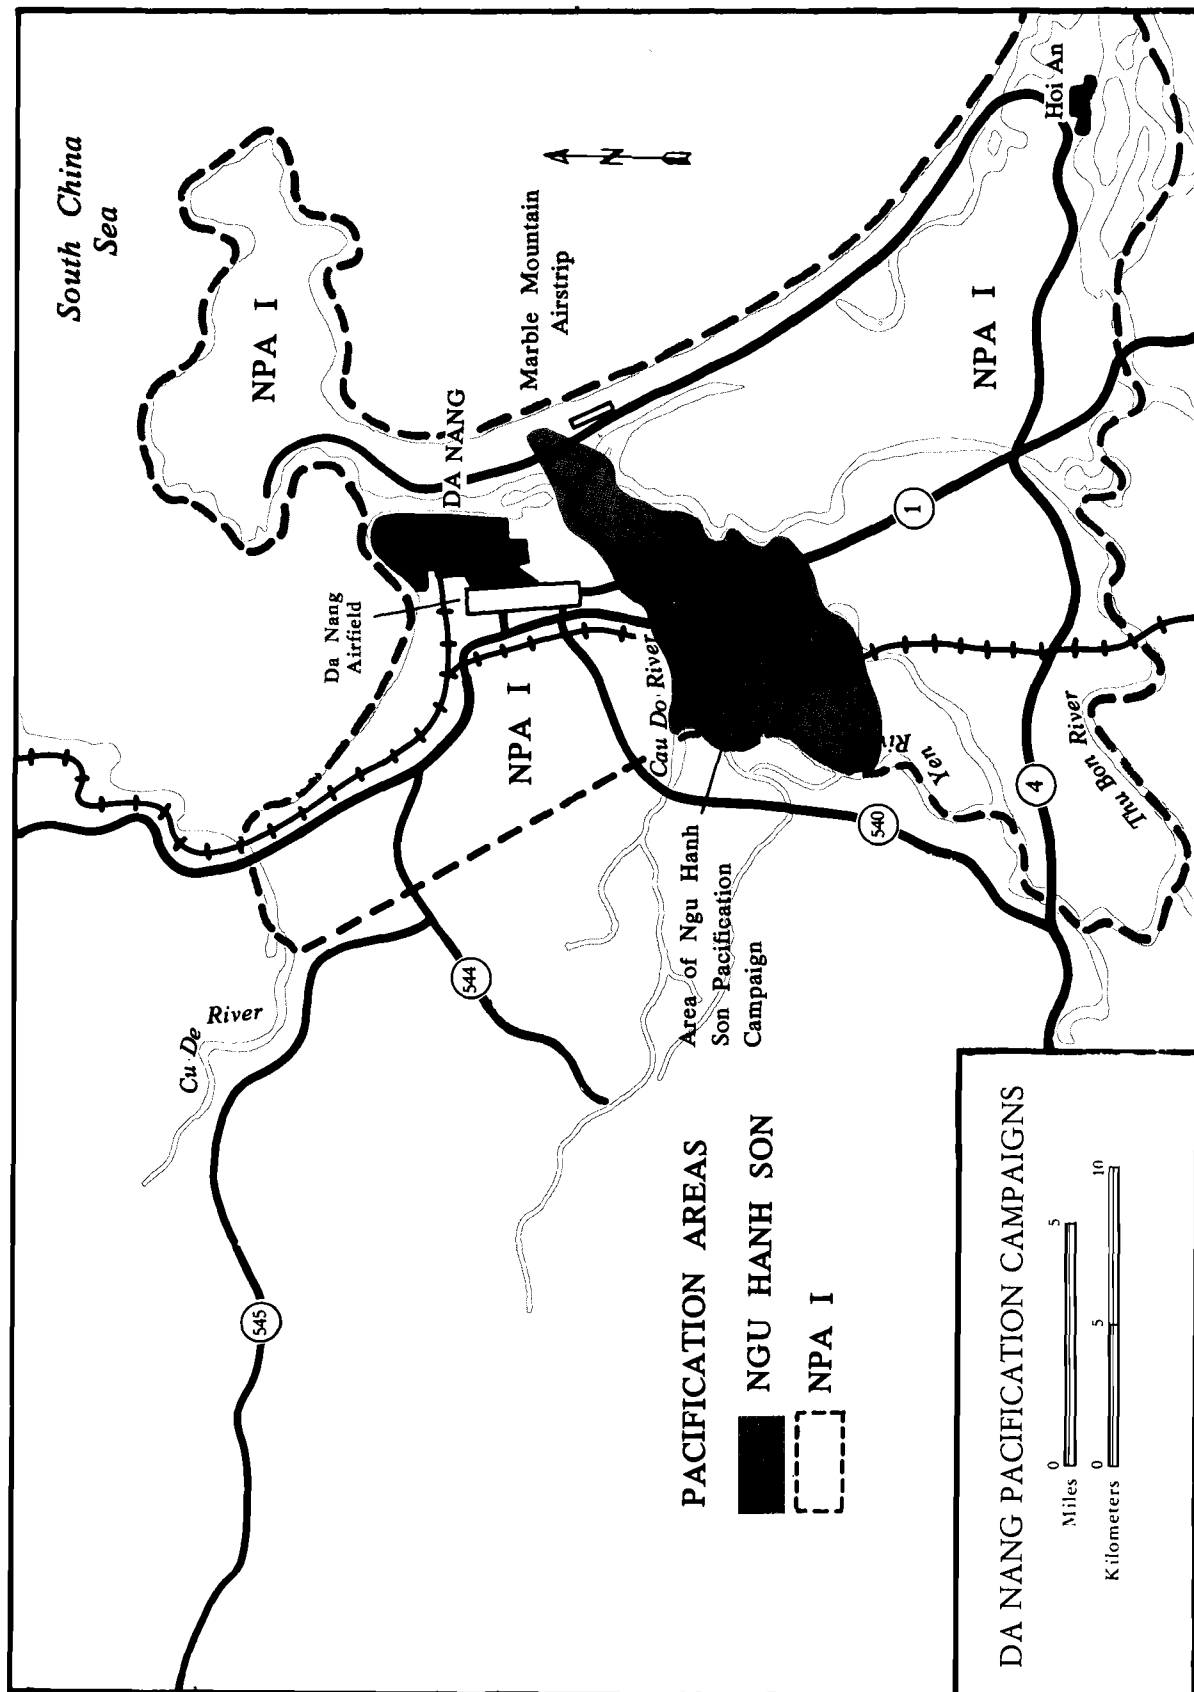 South China
Sea
NPA I
Hoi An
N
Marble Mountain
Airstrip
NPA I
DA NANG
Da Nang
Airfield
1
NPA I
Cau Do River
Yen River
Thu Bon River
4
540
Area of Ngu Hanh
Son Pacification
Campaign
Cu De River
544
545
PACIFICATION AREAS
NGU HANH SON
NPA I
DA NANG PACIFICATION CAMPAIGNS
0 5
Miles
0 5 10
Kilometers